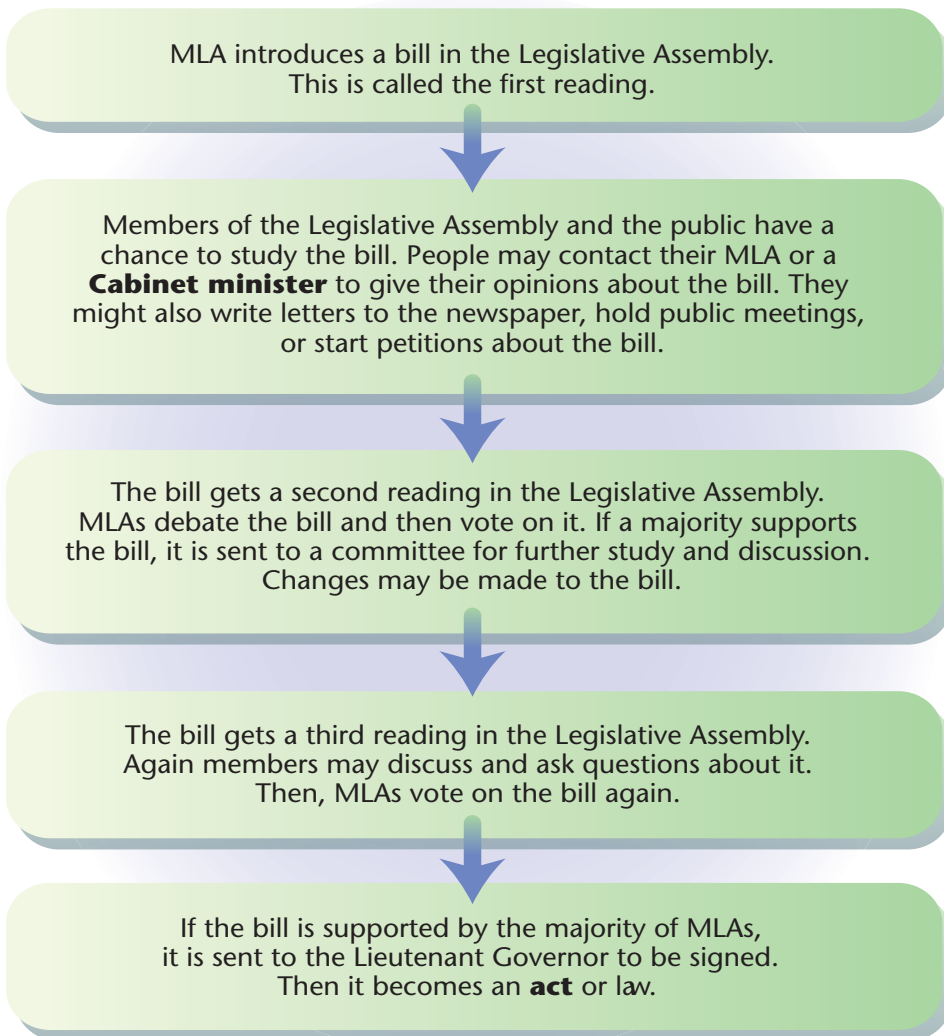 MLA introduces a bill in the Legislative Assembly.
This is called the first reading.
Members of the Legislative Assembly and the public have a
chance to study the bill. People may contact their MLA or a
Cabinet minister to give their opinions about the bill. They
might also write letters to the newspaper, hold public meetings,
or start petitions about the bill.
The bill gets a second reading in the Legislative Assembly.
MLAs debate the bill and then vote on it. If a majority supports
the bill, it is sent to a committee for further study and discussion.
Changes may be made to the bill.
The bill gets a third reading in the Legislative Assembly.
Again members may discuss and ask questions about it.
Then, MLAs vote on the bill again.
If the bill is supported by the majority of MLAs,
it is sent to the Lieutenant Governor to be signed.
Then it becomes an act or law.